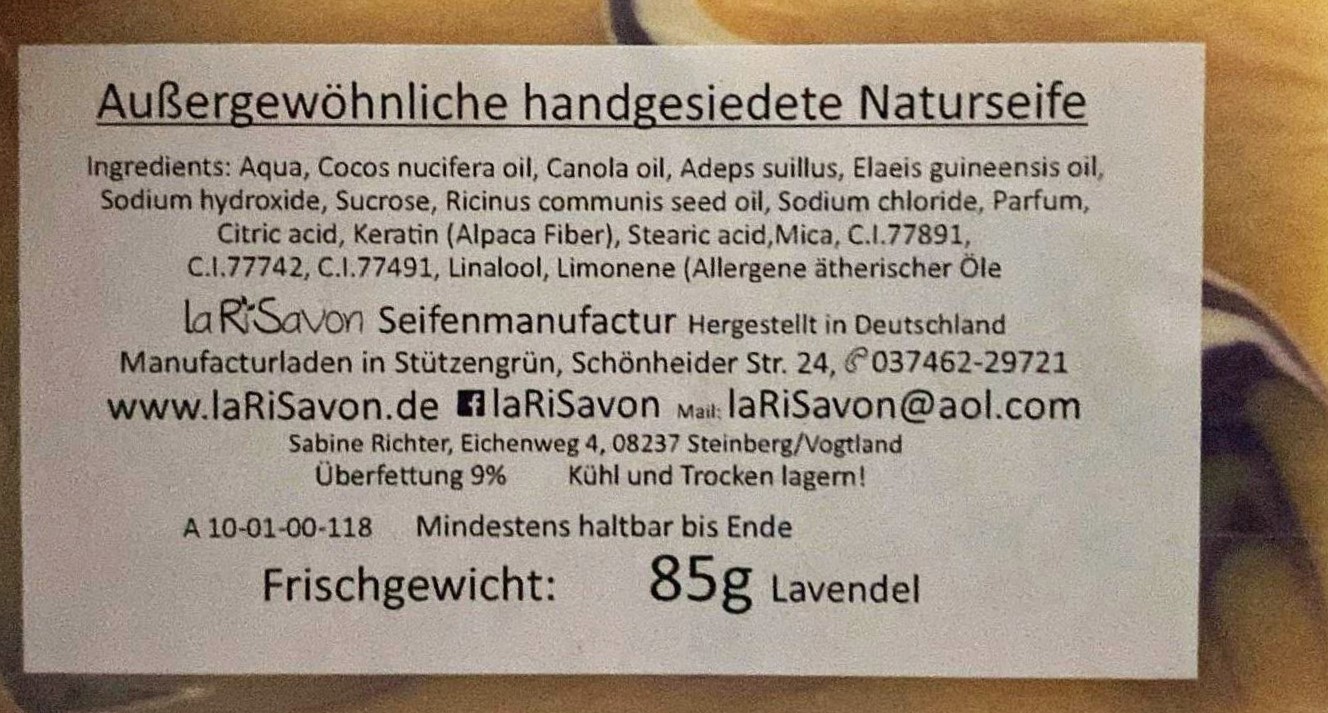 Außergewöhnliche handgesiedete Naturseife
Ingredients: Aqua, Cocos nucifera oil, Canola oil, Adeps suillus, Elaeis guineensis oil,
Sodium hydroxide, Sucrose, Ricinus communis seed oil, Sodium chloride, Parfum,
Citric acid, Keratin (Alpaca Fiber), Stearic acid,Mica, C.I.77891,
C.I.77742, C.I.77491, Linalool, Limonene (Allergene ätherischer Öle
laRiSavon Seifenmanufactur Hergestellt in Deutschland
Manufacturladen in Stützengrün, Schönheider Str. 24, ✆037462-29721
www.laRiSavon.de f laRiSavon Mail: laRiSavon@aol.com
Sabine Richter, Eichenweg 4, 08237 Steinberg/Vogtland
Überfettung 9% Kühl und Trocken lagern!
A 10-01-00-118 Mindestens haltbar bis Ende
Frischgewicht: 85g Lavendel